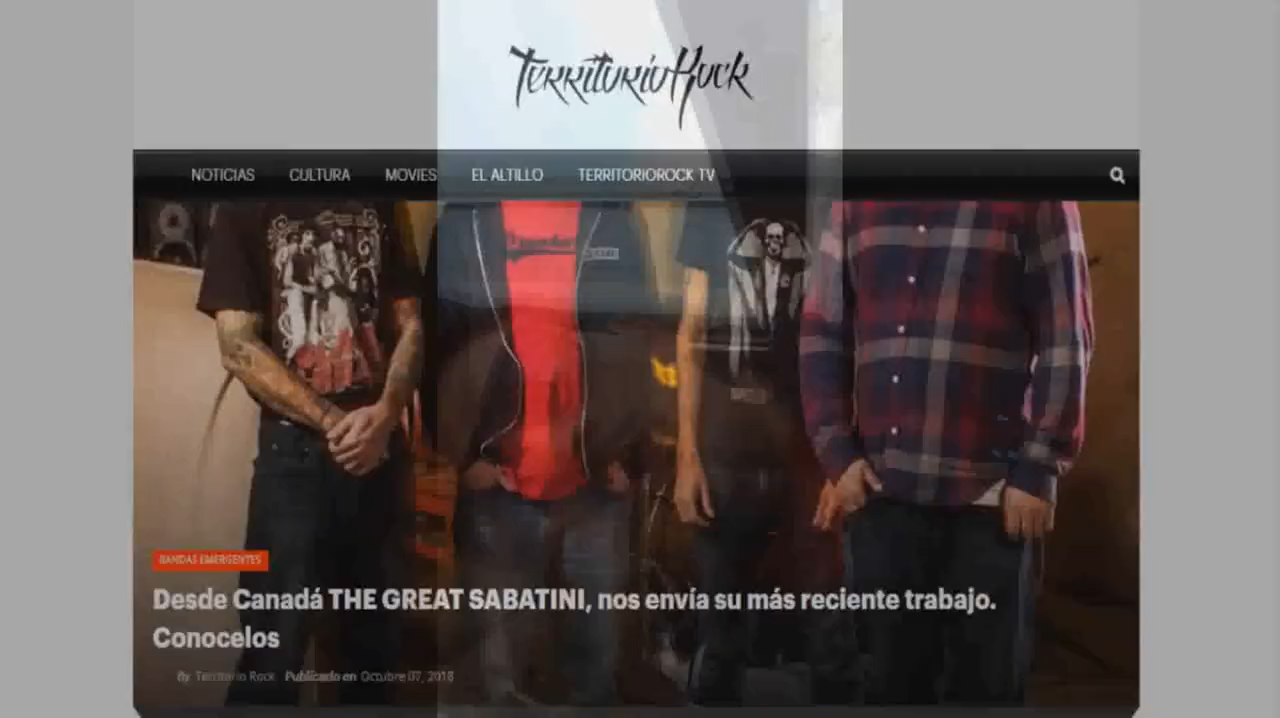 TerritorioRock
NOTICIAS CULTURA MOVIES EL ALTILLO TERRITORIOROCK TV
BANDAS EMERGENTES
Desde Canadá THE GREAT SABATINI, nos envía su más reciente trabajo.
Conocelos
By Territorio Rock Publicado en Octubre 07, 2018